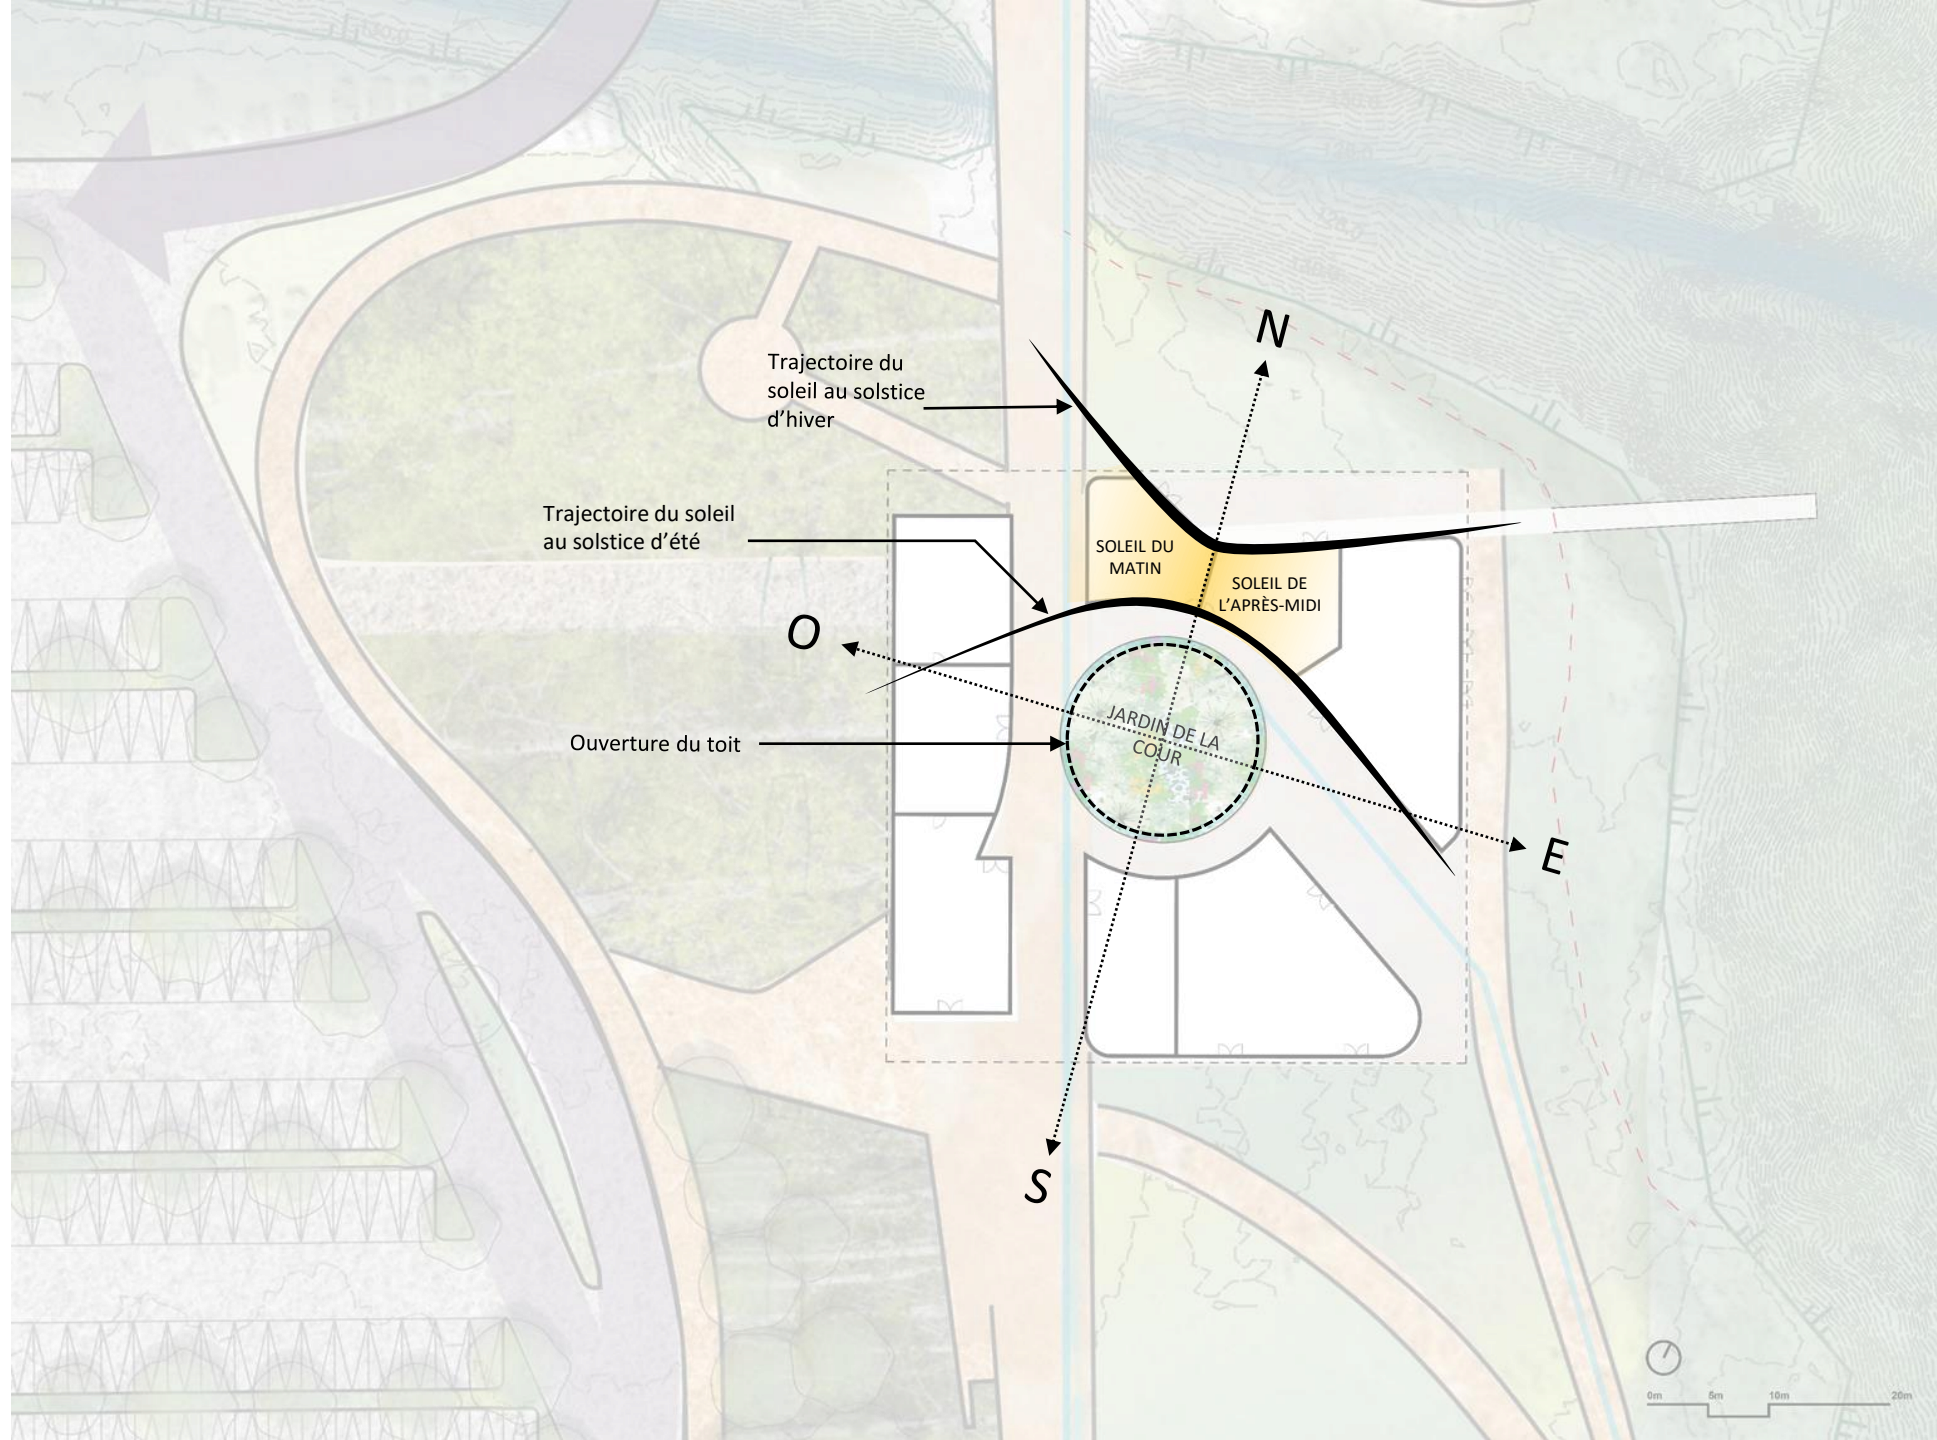 N
Trajectoire du
soleil au solstice
d'hiver
Trajectoire du soleil
au solstice d'été
SOLEIL DU
MATIN
SOLEIL DE
L'APRÈS-MIDI
O
JARDIN DE LA
COUR
Ouverture du toit
E
S
0m 5m 10m 20m